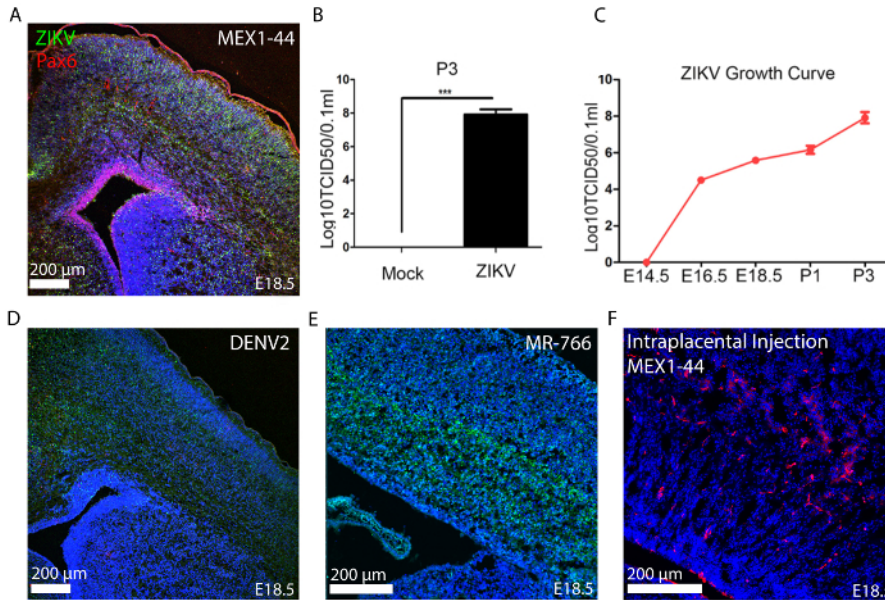 A
ZIKV
Pax6
MEX1-44
200 µm
E18.5
B
P3
***
Log10TCID50/0.1ml
10
8
6
4
2
0
Mock
ZIKV
C
ZIKV Growth Curve
Log10TCID50/0.1ml
10
8
6
4
2
0
E14.5
E16.5
E18.5
P1
P3
D
DENV2
200 µm
E18.5
E
MR-766
200 µm
E18.5
F
Intraplacental Injection
MEX1-44
200 µm
E18.